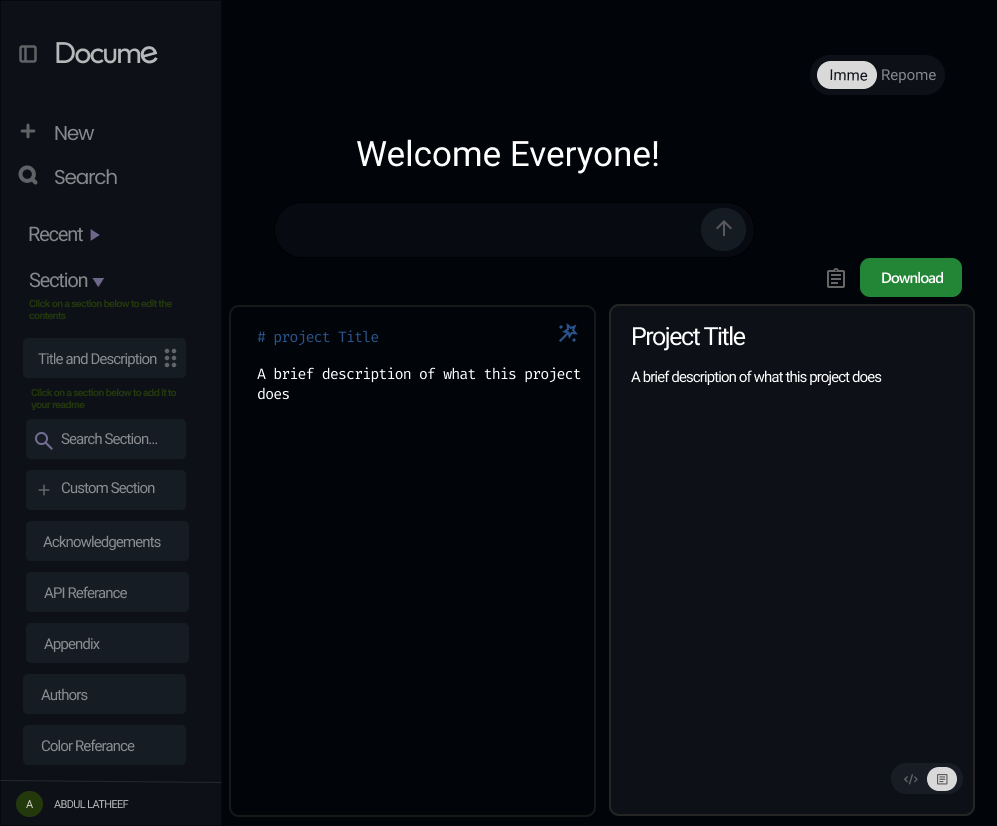 Docume
New
Search
Recent
Section
Click on a section below to edit the
contents
Title and Description
Click on a section below to add it to
your readme
Search Section...
Custom Section
Acknowledgements
API Referance
Appendix
Authors
Color Referance
A
ABDUL LATHEEF
Imme Repome
Welcome Everyone!
Download
# project Title
A brief description of what this project
does
Project Title
A brief description of what this project does
</>